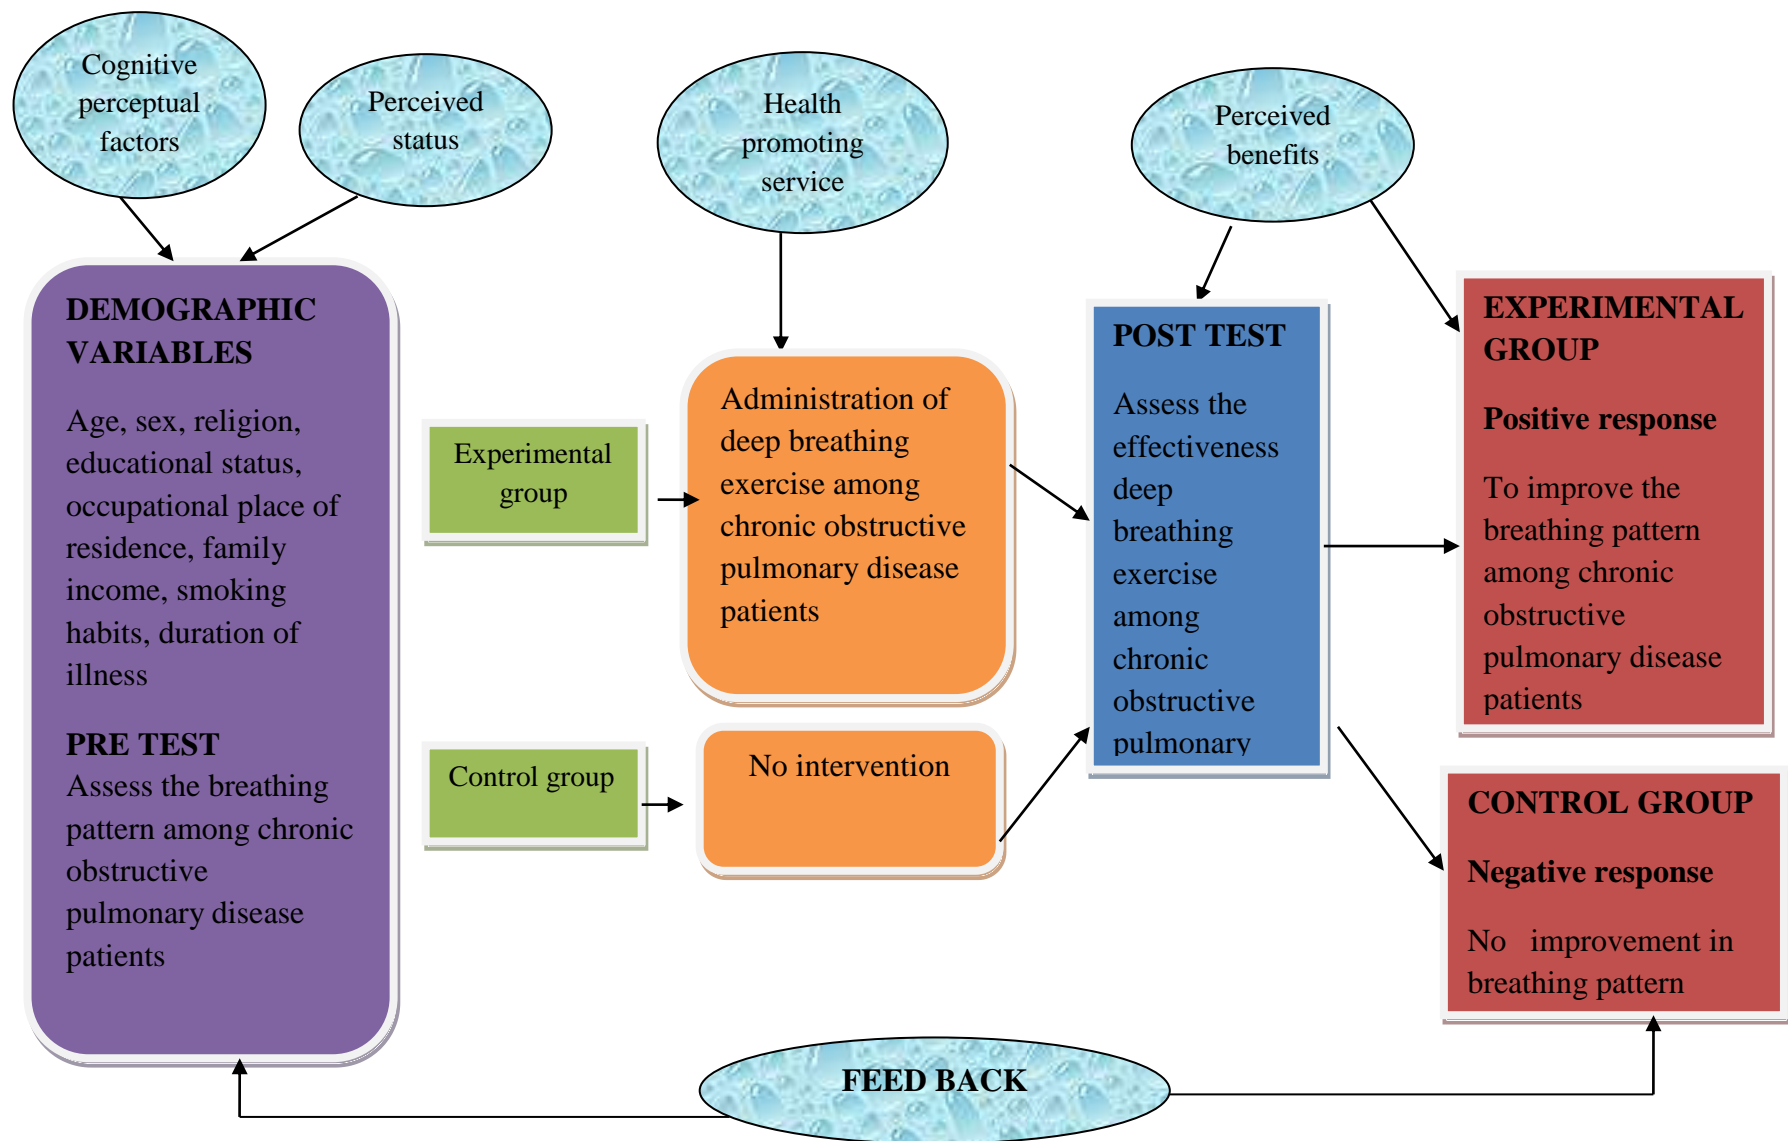 Cognitive
perceptual
factors
Perceived
status
Health
promoting
service
Perceived
benefits
DEMOGRAPHIC
VARIABLES
Age, sex, religion,
educational status,
occupational place of
residence, family
income, smoking
habits, duration of
illness
PRE TEST
Assess the breathing
pattern among chronic
obstructive
pulmonary disease
patients
Experimental
group
Control group
Administration of
deep breathing
exercise among
chronic obstructive
pulmonary disease
patients
No intervention
POST TEST
Assess the
effectiveness
deep
breathing
exercise
among
chronic
obstructive
pulmonary
EXPERIMENTAL
GROUP
Positive response
To improve the
breathing pattern
among chronic
obstructive
pulmonary disease
patients
CONTROL GROUP
Negative response
No improvement in
breathing pattern
FEED BACK